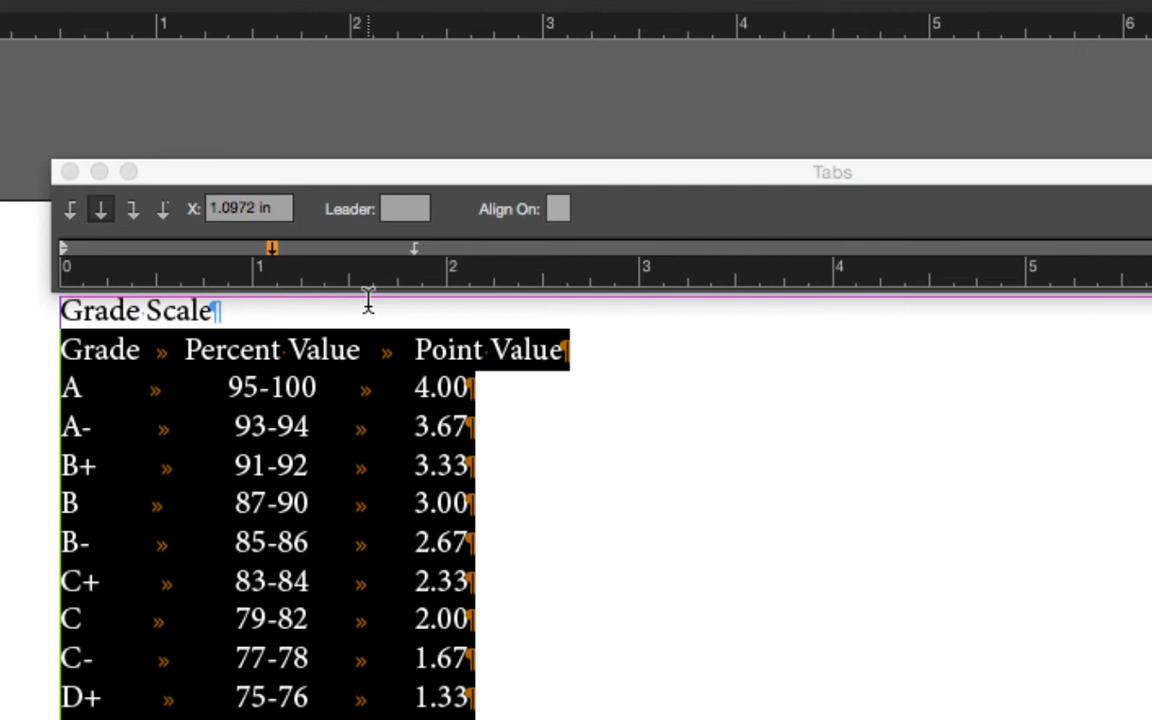 1 2 3 4 5 6
Tabs
X: 1.0972 in Leader: Align On:
0 1 2 3 4 5
Grade Scale¶
Grade » Percent Value » Point Value¶
A » 95-100 » 4.00¶
A- » 93-94 » 3.67¶
B+ » 91-92 » 3.33¶
B » 87-90 » 3.00¶
B- » 85-86 » 2.67¶
C+ » 83-84 » 2.33¶
C » 79-82 » 2.00¶
C- » 77-78 » 1.67¶
D+ » 75-76 » 1.33¶